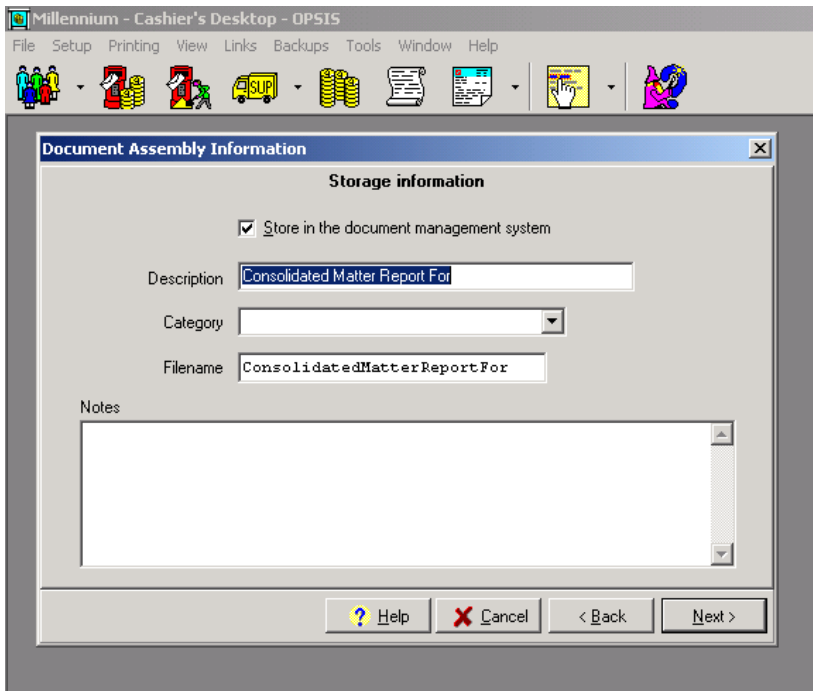 Millennium - Cashier's Desktop - OPSIS
File Setup Printing View Links Backups Tools Window Help
SUP
Document Assembly Information
Storage information
Store in the document management system
Description Consolidated Matter Report For
Category
Filename ConsolidatedMatterReportFor
Notes
? Help Cancel < Back Next >